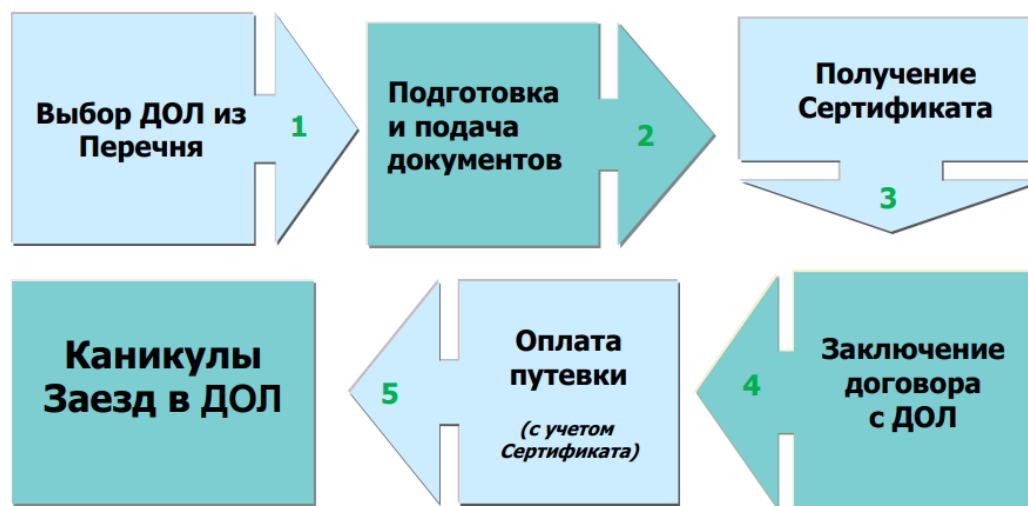 Выбор ДОЛ из
Перечня
1
Подготовка
и подача
документов
2
Получение
Сертификата
3
Заключение
договора
с ДОЛ
4
Оплата
путевки
(с учетом
Сертификата)
5
Каникулы
Заезд в ДОЛ